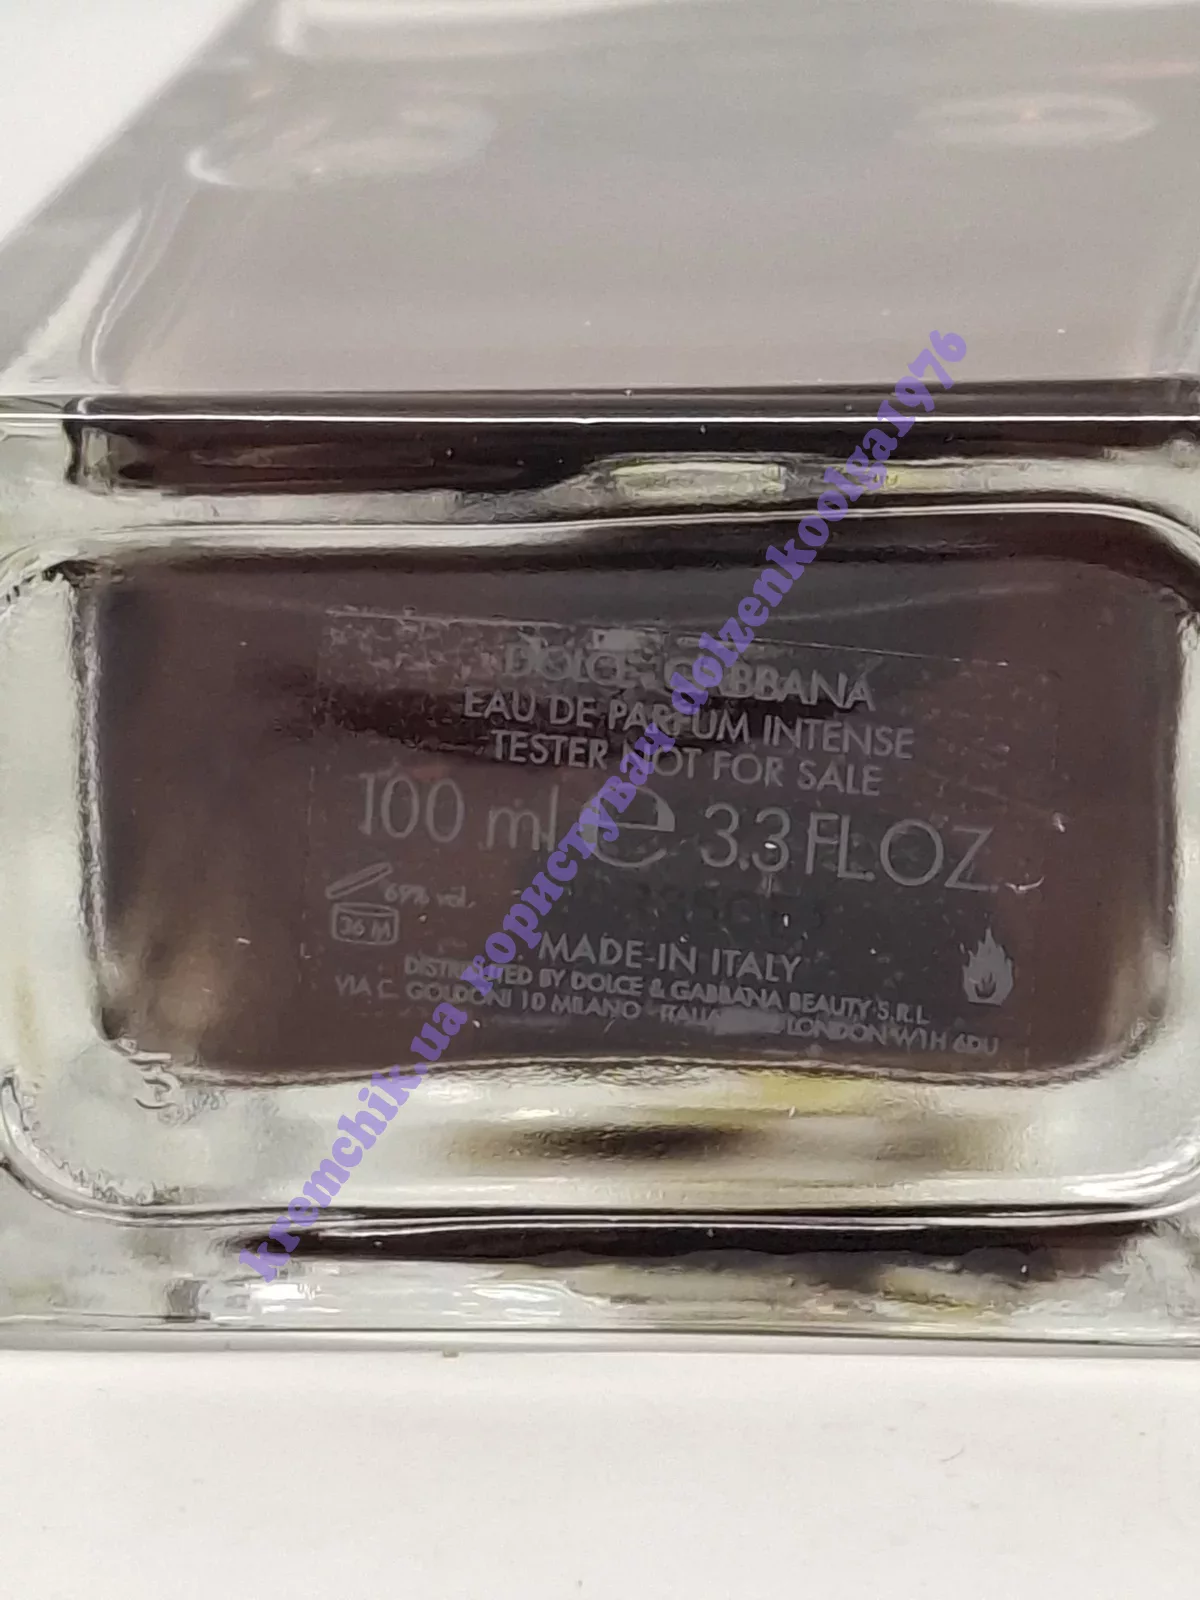 DOLCE & GABBANA
EAU DE PARFUM INTENSE
TESTER NOT FOR SALE
100 ml e 3.3 FL.OZ.
69% vol.
36 M
MADE IN ITALY
DISTRIBUTED BY DOLCE & GABBANA BEAUTY S.R.L.
VIA C. GOLDONI 10 MILANO - ITALIA LONDON W1H 6DU
kremchik.ua користувач dolzenkoolga1976